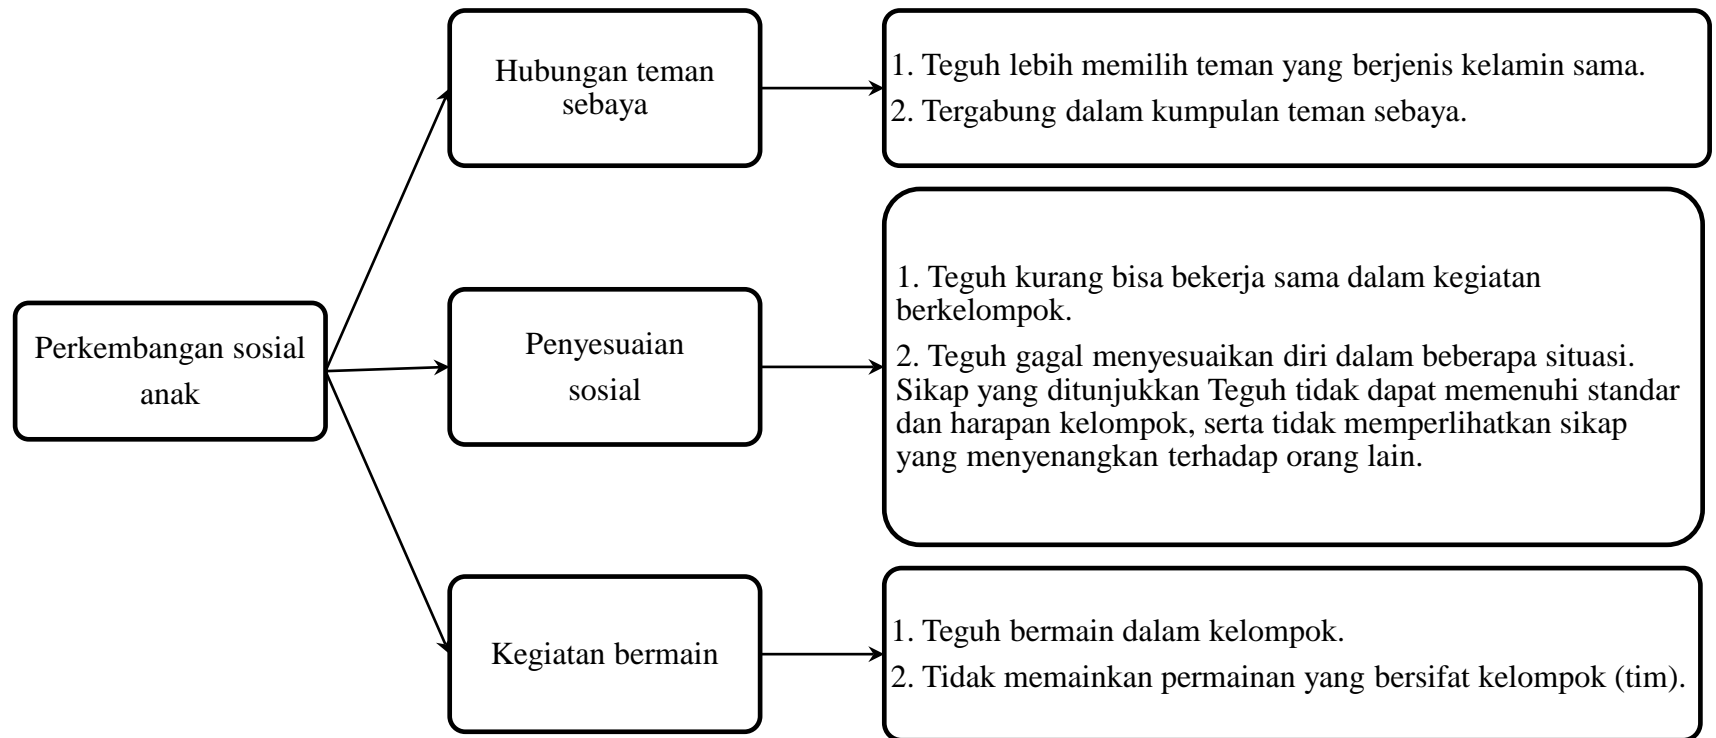 Hubungan teman
sebaya
1. Teguh lebih memilih teman yang berjenis kelamin sama.
2. Tergabung dalam kumpulan teman sebaya.
Perkembangan sosial
anak
Penyesuaian
sosial
1. Teguh kurang bisa bekerja sama dalam kegiatan
berkelompok.
2. Teguh gagal menyesuaikan diri dalam beberapa situasi.
Sikap yang ditunjukkan Teguh tidak dapat memenuhi standar
dan harapan kelompok, serta tidak memperlihatkan sikap
yang menyenangkan terhadap orang lain.
Kegiatan bermain
1. Teguh bermain dalam kelompok.
2. Tidak memainkan permainan yang bersifat kelompok (tim).